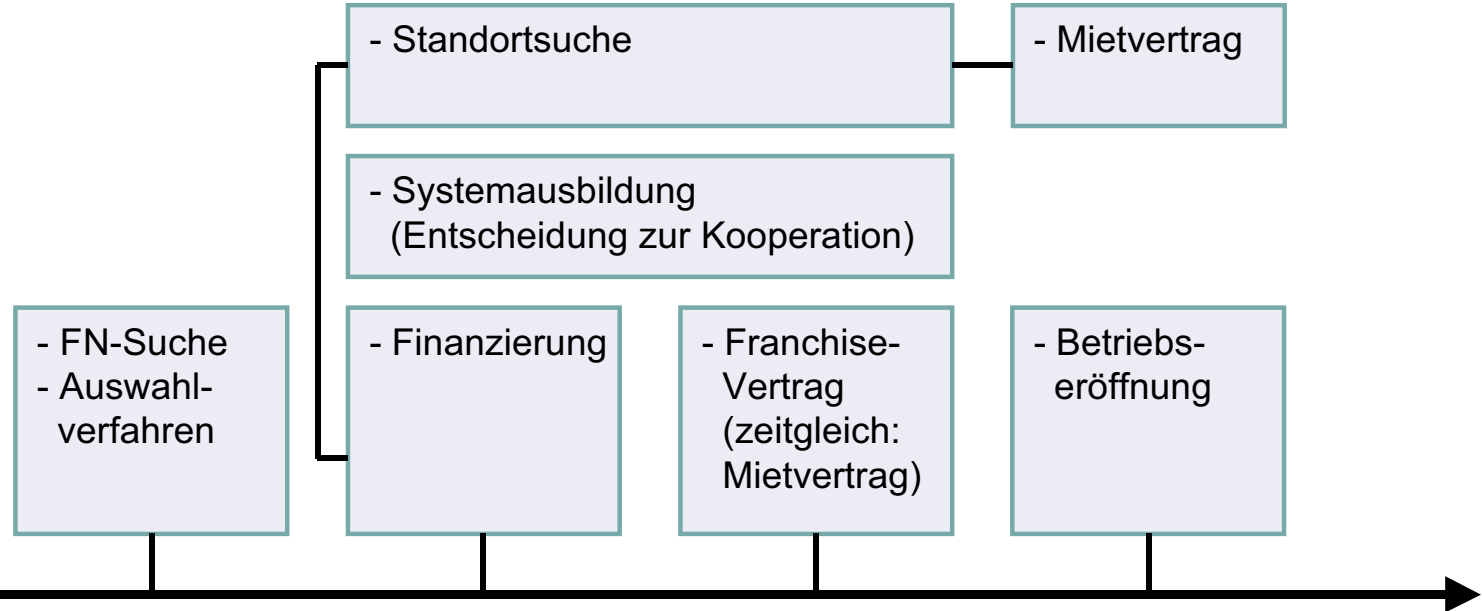 - Standortsuche
- Mietvertrag
- Systemausbildung
(Entscheidung zur Kooperation)
- FN-Suche
- Auswahl-
verfahren
- Finanzierung
- Franchise-
Vertrag
(zeitgleich:
Mietvertrag)
- Betriebs-
eröffnung